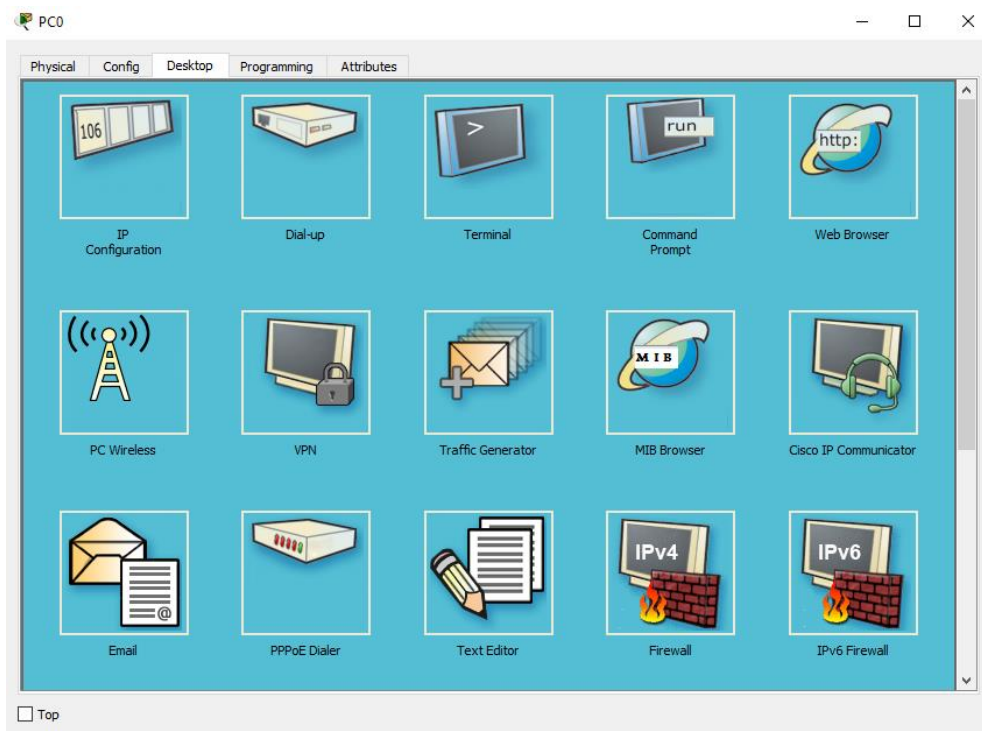 PC0
Physical Config Desktop Programming Attributes
106
>
run
http:
IP
Configuration
Dial-up
Terminal
Command
Prompt
Web Browser
MIB
PC Wireless
VPN
Traffic Generator
MIB Browser
Cisco IP Communicator
@
IPv4
IPv6
Email
PPPoE Dialer
Text Editor
Firewall
IPv6 Firewall
Top